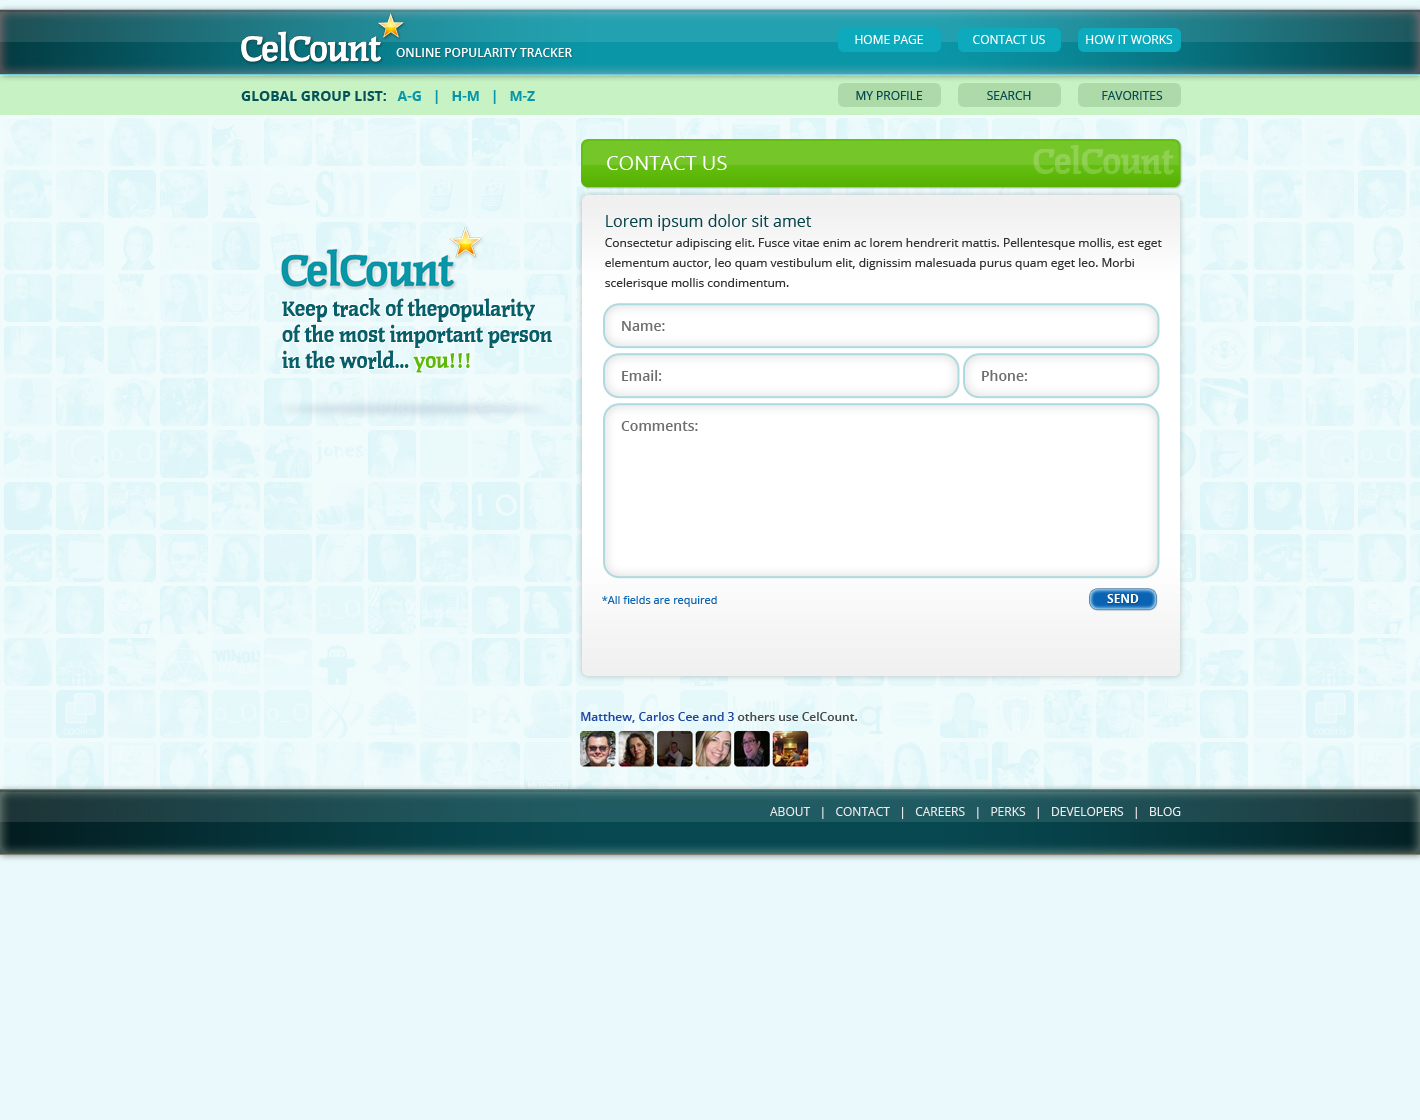 CelCount
ONLINE POPULARITY TRACKER
HOME PAGE
CONTACT US
HOW IT WORKS
GLOBAL GROUP LIST: A-G | H-M | M-Z
MY PROFILE
SEARCH
FAVORITES
CONTACT US
CelCount
CelCount
Keep track of thepopularity
of the most important person
in the world... you!!!
Lorem ipsum dolor sit amet
Consectetur adipiscing elit. Fusce vitae enim ac lorem hendrerit mattis. Pellentesque mollis, est eget
elementum auctor, leo quam vestibulum elit, dignissim malesuada purus quam eget leo. Morbi
scelerisque mollis condimentum.
Name:
Email:
Phone:
Comments:
*All fields are required
SEND
Matthew, Carlos Cee and 3 others use CelCount.
ABOUT | CONTACT | CAREERS | PERKS | DEVELOPERS | BLOG